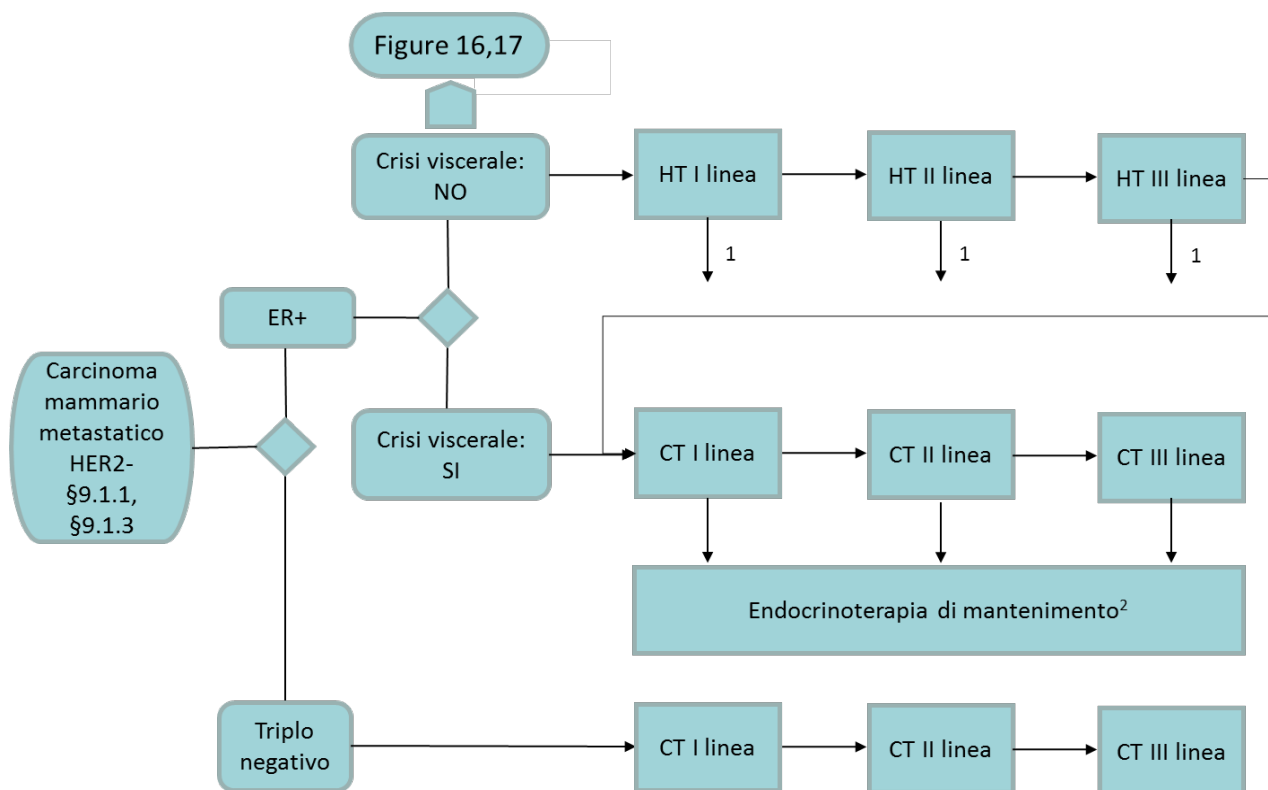 Figure 16,17
Crisi viscerale:
NO
HT I linea
HT II linea
HT III linea
1
1
1
ER+
Carcinoma
mammario
metastatico
HER2-
§9.1.1,
§9.1.3
Crisi viscerale:
SI
CT I linea
CT II linea
CT III linea
Endocrinoterapia di mantenimento²
Triplo
negativo
CT I linea
CT II linea
CT III linea